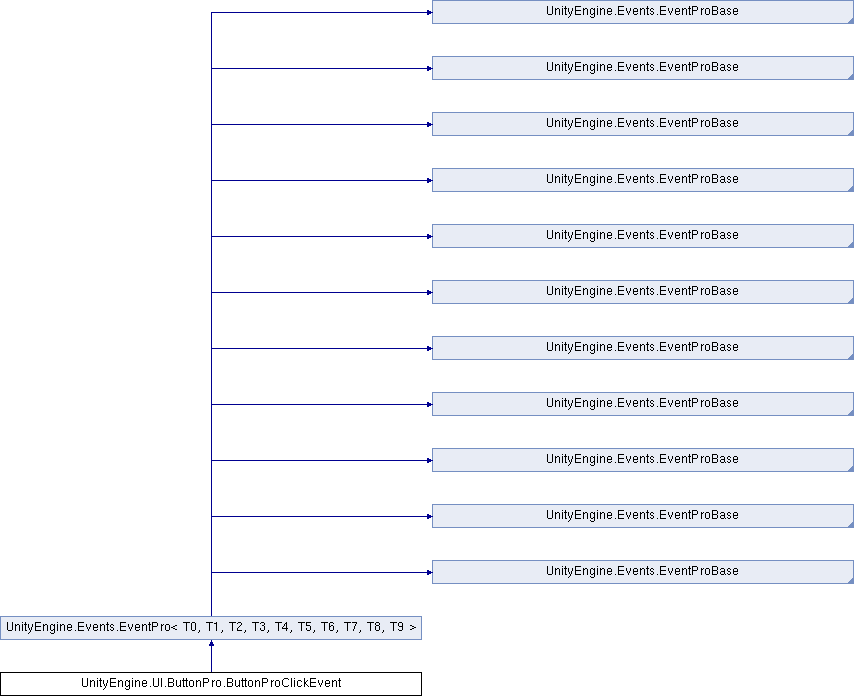 UnityEngine.Events.EventProBase
UnityEngine.Events.EventProBase
UnityEngine.Events.EventProBase
UnityEngine.Events.EventProBase
UnityEngine.Events.EventProBase
UnityEngine.Events.EventProBase
UnityEngine.Events.EventProBase
UnityEngine.Events.EventProBase
UnityEngine.Events.EventProBase
UnityEngine.Events.EventProBase
UnityEngine.Events.EventProBase
UnityEngine.Events.EventPro< T0, T1, T2, T3, T4, T5, T6, T7, T8, T9 >
UnityEngine.UI.ButtonPro.ButtonProClickEvent